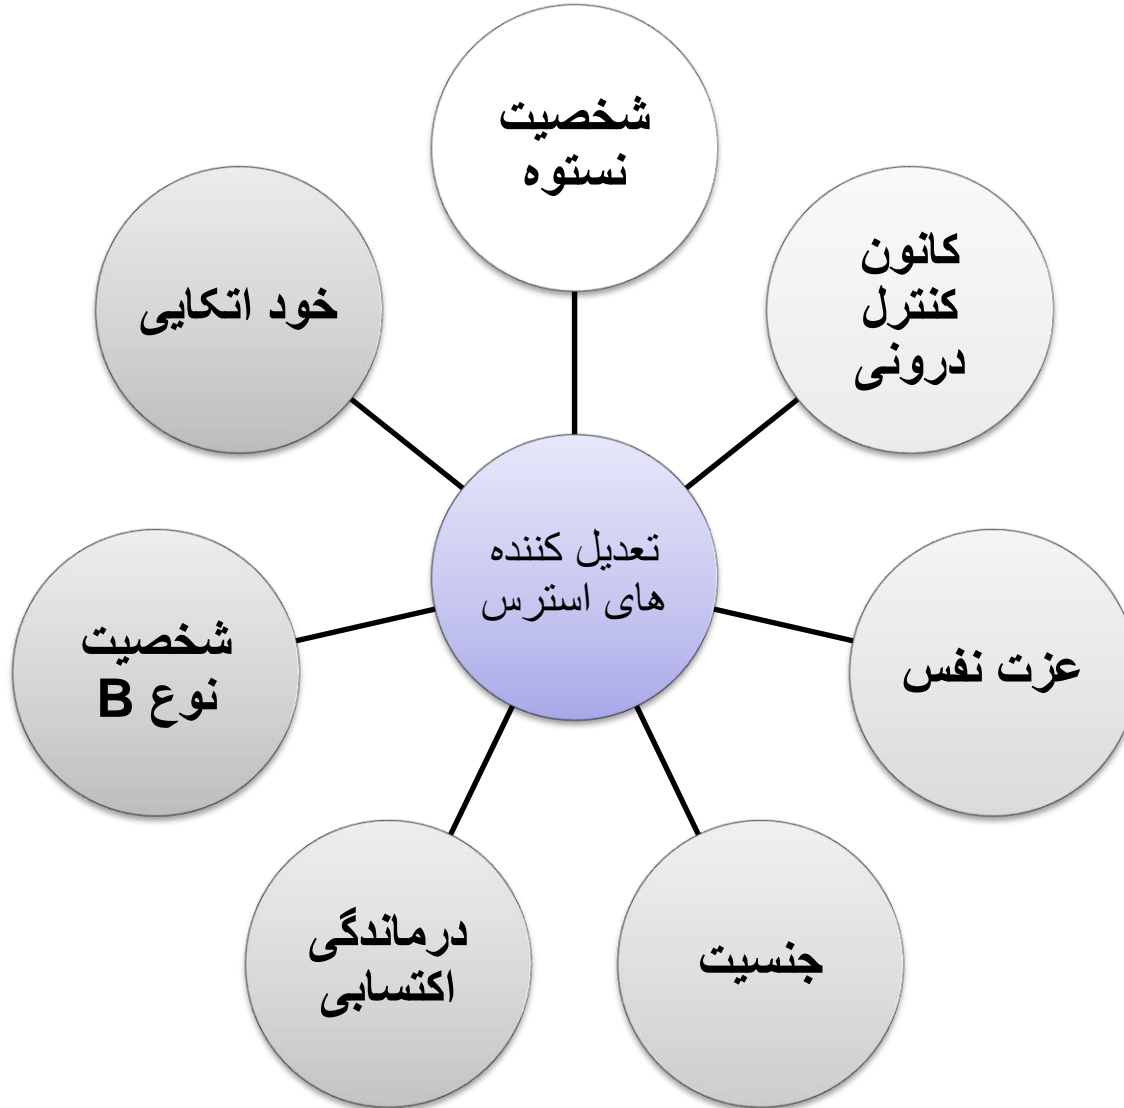 شخصیت
نستوه
کانون
کنترل
درونی
عزت نفس
جنسیت
درماندگی
اکتسابی
شخصیت
نوع B
خود اتکایی
تعدیل کننده
های استرس